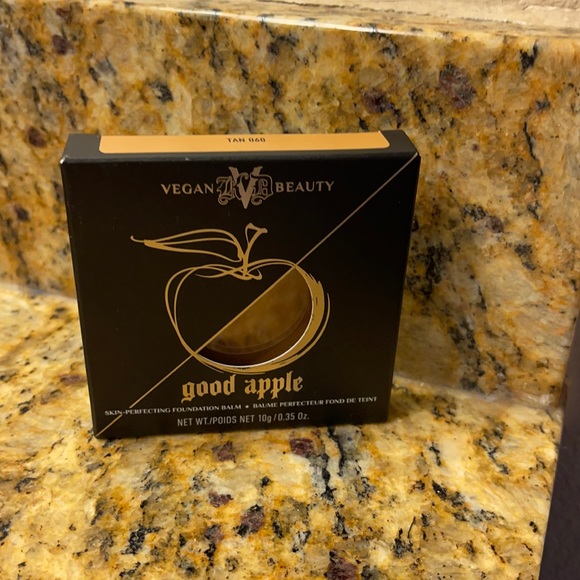 TAN 060
VEGAN KVD BEAUTY
good apple
SKIN-PERFECTING FOUNDATION BALM • BAUME PERFECTEUR FOND DE TEINT
NET WT./POIDS NET 10g/0.35 Oz.